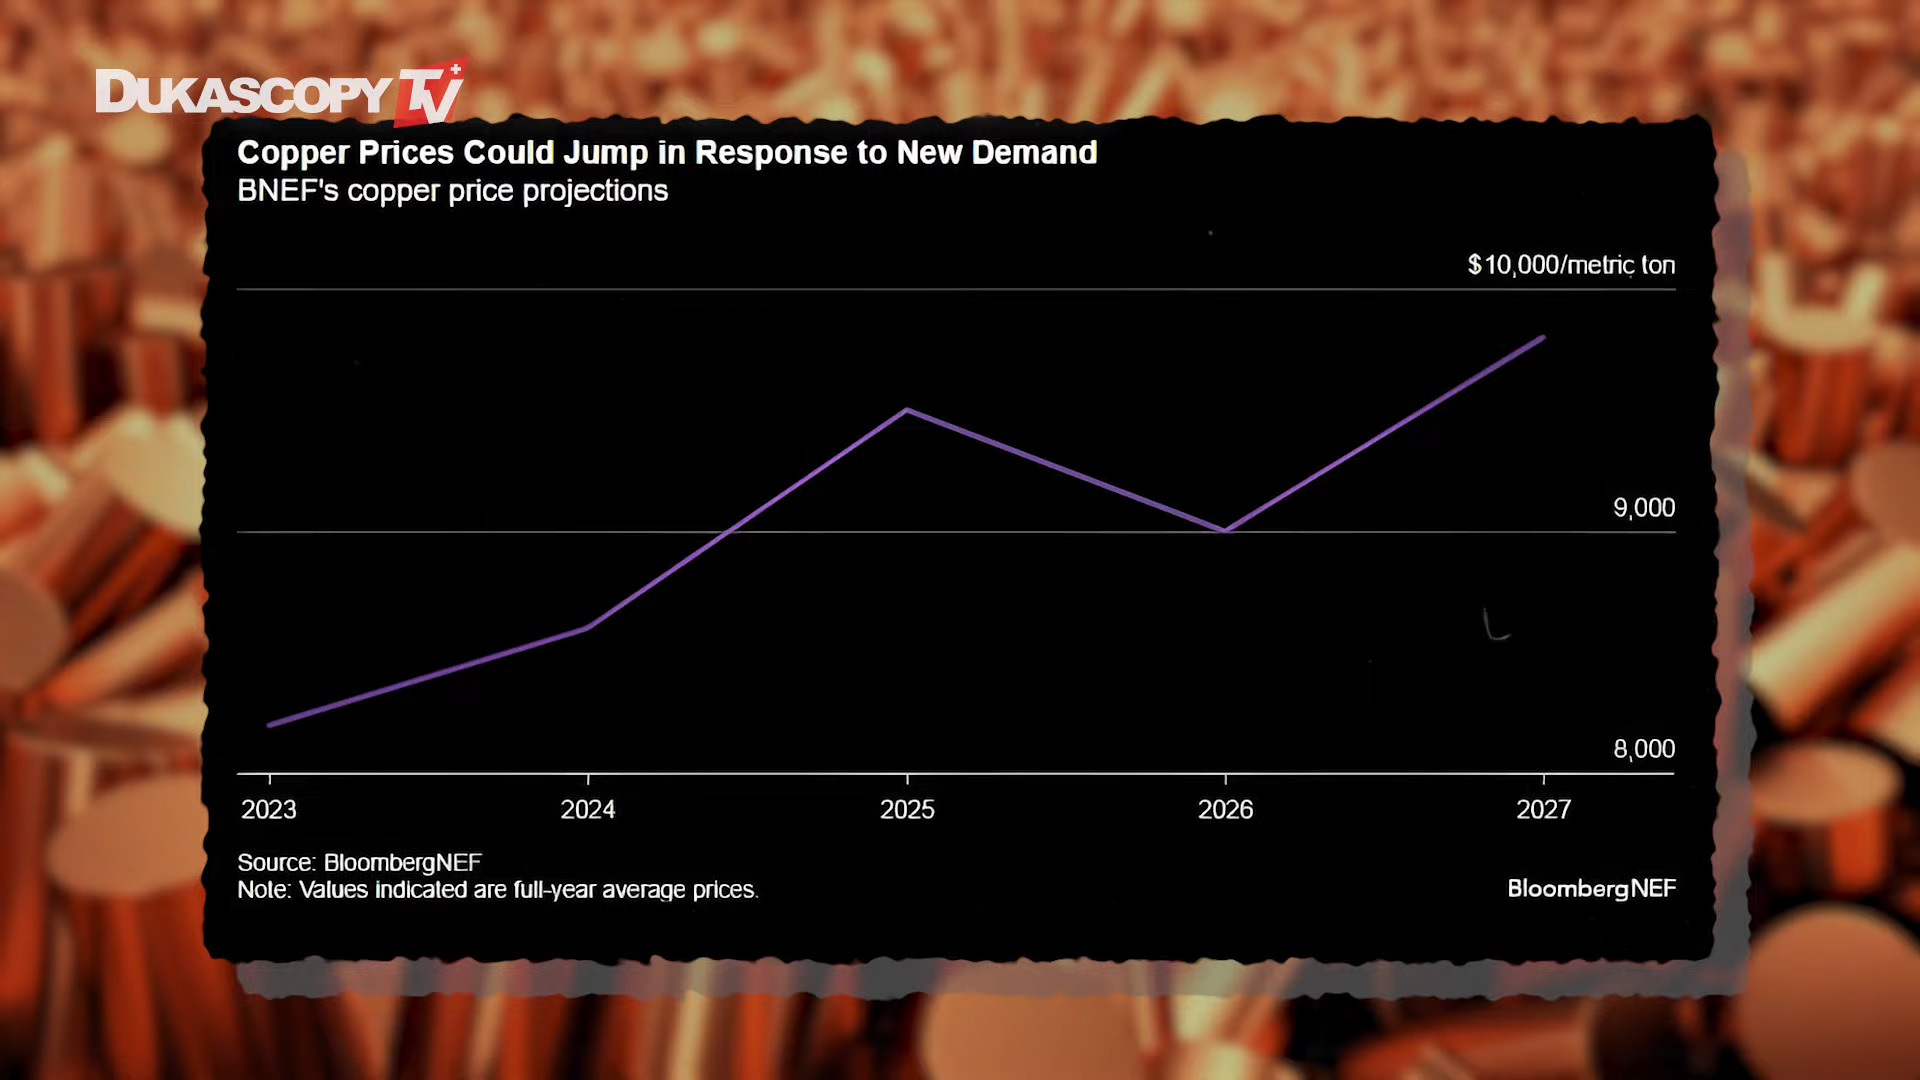 DUKASCOPY TV
Copper Prices Could Jump in Response to New Demand
BNEF's copper price projections
$10,000/metric ton
9,000
8,000
2023 2024 2025 2026 2027
Source: BloombergNEF
Note: Values indicated are full-year average prices.
BloombergNEF